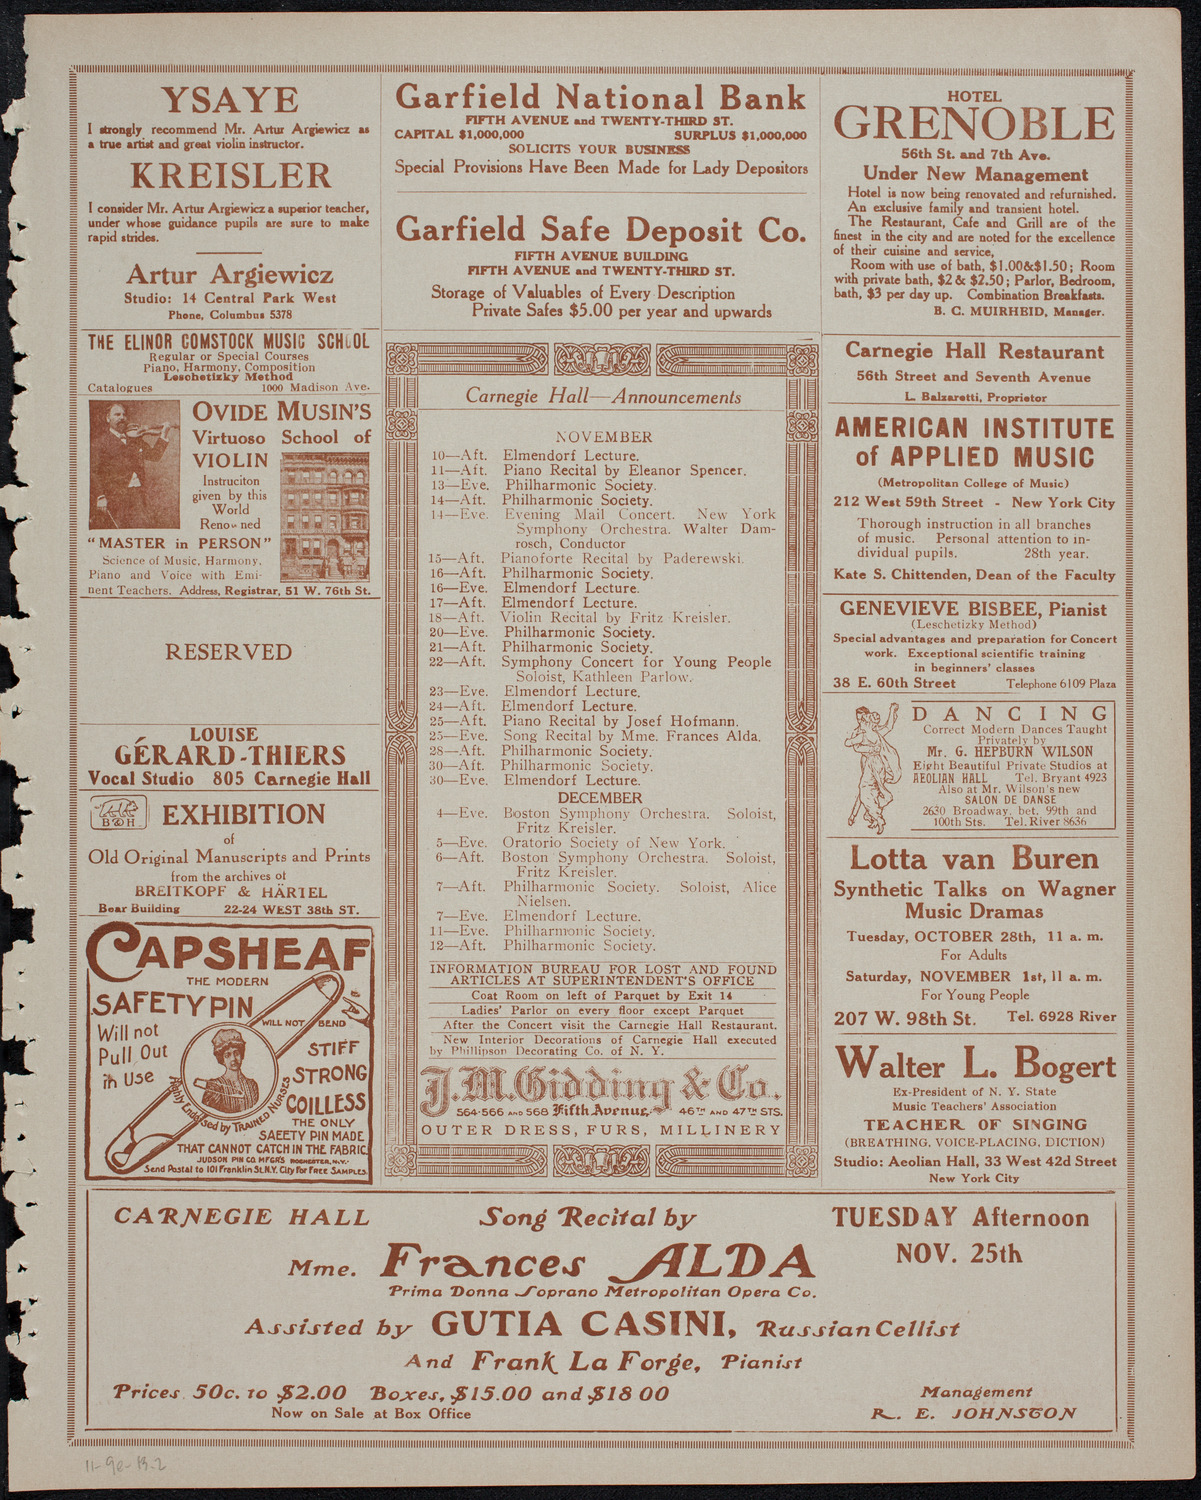 YSAYE
I strongly recommend Mr. Artur Argiewicz as
a true artist and great violin instructor.
KREISLER
I consider Mr. Artur Argiewicz a superior teacher,
under whose guidance pupils are sure to make
rapid strides.
Artur Argiewicz
Studio: 14 Central Park West
Phone, Columbus 5378
THE ELINOR COMSTOCK MUSIC SCHOOL
Regular or Special Courses
Piano, Harmony, Composition
Leschetizky Method
Catalogues 1000 Madison Ave.
OVIDE MUSIN'S
Virtuoso School of
VIOLIN
Instruciton
given by this
World
Renowned
"MASTER in PERSON"
Science of Music, Harmony,
Piano and Voice with Emi-
nent Teachers. Address, Registrar, 51 W. 76th St.
RESERVED
LOUISE
GÉRARD-THIERS
Vocal Studio 805 Carnegie Hall
B & H
EXHIBITION
of
Old Original Manuscripts and Prints
from the archives of
BREITKOPF & HÄRTEL
Bear Building 22-24 WEST 38th ST.
CAPSHEAF
THE MODERN
SAFETY PIN
WILL NOT BEND
Will not
Pull Out
in Use
STIFF
STRONG
COILLESS
Highly Endorsed by TRAINED NURSES
THE ONLY
SAFETY PIN MADE
THAT CANNOT CATCH IN THE FABRIC
JUDSON PIN CO MFGRS ROCHESTER, N.Y.
Send Postal to 101 Franklin St. N.Y. City For FREE SAMPLES.
Garfield National Bank
FIFTH AVENUE and TWENTY-THIRD ST.
CAPITAL $1,000,000 SURPLUS $1,000,000
SOLICITS YOUR BUSINESS
Special Provisions Have Been Made for Lady Depositors
Garfield Safe Deposit Co.
FIFTH AVENUE BUILDING
FIFTH AVENUE and TWENTY-THIRD ST.
Storage of Valuables of Every Description
Private Safes $5.00 per year and upwards
Carnegie Hall—Announcements
NOVEMBER
10—Aft. Elmendorf Lecture.
11—Aft. Piano Recital by Eleanor Spencer.
13—Eve. Philharmonic Society.
14—Aft. Philharmonic Society.
14—Eve. Evening Mail Concert. New York
Symphony Orchestra. Walter Dam-
rosch, Conductor
15—Aft. Pianoforte Recital by Paderewski.
16—Aft. Philharmonic Society.
16—Eve. Elmendorf Lecture.
17—Aft. Elmendorf Lecture.
18—Aft. Violin Recital by Fritz Kreisler.
20—Eve. Philharmonic Society.
21—Aft. Philharmonic Society.
22—Aft. Symphony Concert for Young People
Soloist, Kathleen Parlow.
23—Eve. Elmendorf Lecture.
24—Aft. Elmendorf Lecture.
25—Aft. Piano Recital by Josef Hofmann.
25—Eve. Song Recital by Mme. Frances Alda.
28—Aft. Philharmonic Society.
30—Aft. Philharmonic Society.
30—Eve. Elmendorf Lecture.
DECEMBER
4—Eve. Boston Symphony Orchestra. Soloist,
Fritz Kreisler.
5—Eve. Oratorio Society of New York.
6—Aft. Boston Symphony Orchestra. Soloist,
Fritz Kreisler.
7—Aft. Philharmonic Society. Soloist, Alice
Nielsen.
7—Eve. Elmendorf Lecture.
11—Eve. Philharmonic Society.
12—Aft. Philharmonic Society.
INFORMATION BUREAU FOR LOST AND FOUND
ARTICLES AT SUPERINTENDENT'S OFFICE
Coat Room on left of Parquet by Exit 14
Ladies' Parlor on every floor except Parquet
After the Concert visit the Carnegie Hall Restaurant.
New Interior Decorations of Carnegie Hall executed
by Phillipson Decorating Co. of N. Y.
J.M. Gidding & Co.
564-566 AND 568 Fifth Avenue 46TH AND 47TH STS.
OUTER DRESS, FURS, MILLINERY
HOTEL
GRENOBLE
56th St. and 7th Ave.
Under New Management
Hotel is now being renovated and refurnished.
An exclusive family and transient hotel.
The Restaurant, Cafe and Grill are of the
finest in the city and are noted for the excellence
of their cuisine and service,
Room with use of bath, $1.00&$1.50; Room
with private bath, $2 & $2.50; Parlor, Bedroom,
bath, $3 per day up. Combination Breakfasts.
B. C. MUIRHEID, Manager.
Carnegie Hall Restaurant
56th Street and Seventh Avenue
L. Balzaretti, Proprietor
AMERICAN INSTITUTE
of APPLIED MUSIC
(Metropolitan College of Music)
212 West 59th Street - New York City
Thorough instruction in all branches
of music. Personal attention to in-
dividual pupils. 28th year.
Kate S. Chittenden, Dean of the Faculty
GENEVIEVE BISBEE, Pianist
(Leschetizky Method)
Special advantages and preparation for Concert
work. Exceptional scientific training
in beginners' classes
38 E. 60th Street Telephone 6109 Plaza
DANCING
Correct Modern Dances Taught
Privately by
Mr. G. HEPBURN WILSON
Eight Beautiful Private Studios at
AEOLIAN HALL Tel. Bryant 4923
Also at Mr. Wilson's new
SALON DE DANSE
2630 Broadway, bet. 99th and
100th Sts. Tel. River 8636
Lotta van Buren
Synthetic Talks on Wagner
Music Dramas
Tuesday, OCTOBER 28th, 11 a. m.
For Adults
Saturday, NOVEMBER 1st, 11 a. m.
For Young People
207 W. 98th St. Tel. 6928 River
Walter L. Bogert
Ex-President of N. Y. State
Music Teachers' Association
TEACHER OF SINGING
(BREATHING, VOICE-PLACING, DICTION)
Studio: Aeolian Hall, 33 West 42d Street
New York City
CARNEGIE HALL Song Recital by TUESDAY Afternoon
NOV. 25th
Mme. Frances ALDA
Prima Donna Soprano Metropolitan Opera Co.
Assisted by GUTIA CASINI, Russian Cellist
And Frank La Forge, Pianist
Prices 50c. to $2.00 Boxes, $15.00 and $18 00
Now on Sale at Box Office
Management
R. E. JOHNSTON
11-9e-13-2